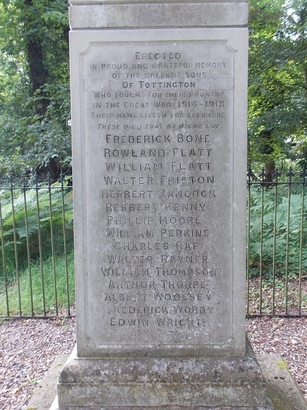 Erected
in proud and grateful memory
of the gallant sons
of Tottington
who fought for their country
in the Great War 1914-1918
Their name liveth for evermore
These died that we might live
Frederick Bone
Rowland Flatt
William Flatt
Walter Friston
Herbert Hancock
Herbert Kenny
Phillip Moore
William Perkins
Charles
Walter Rayner
William Thompson
Arthur Thorpe
Albert Woolsey
Frederick Worby
Edwin Wright